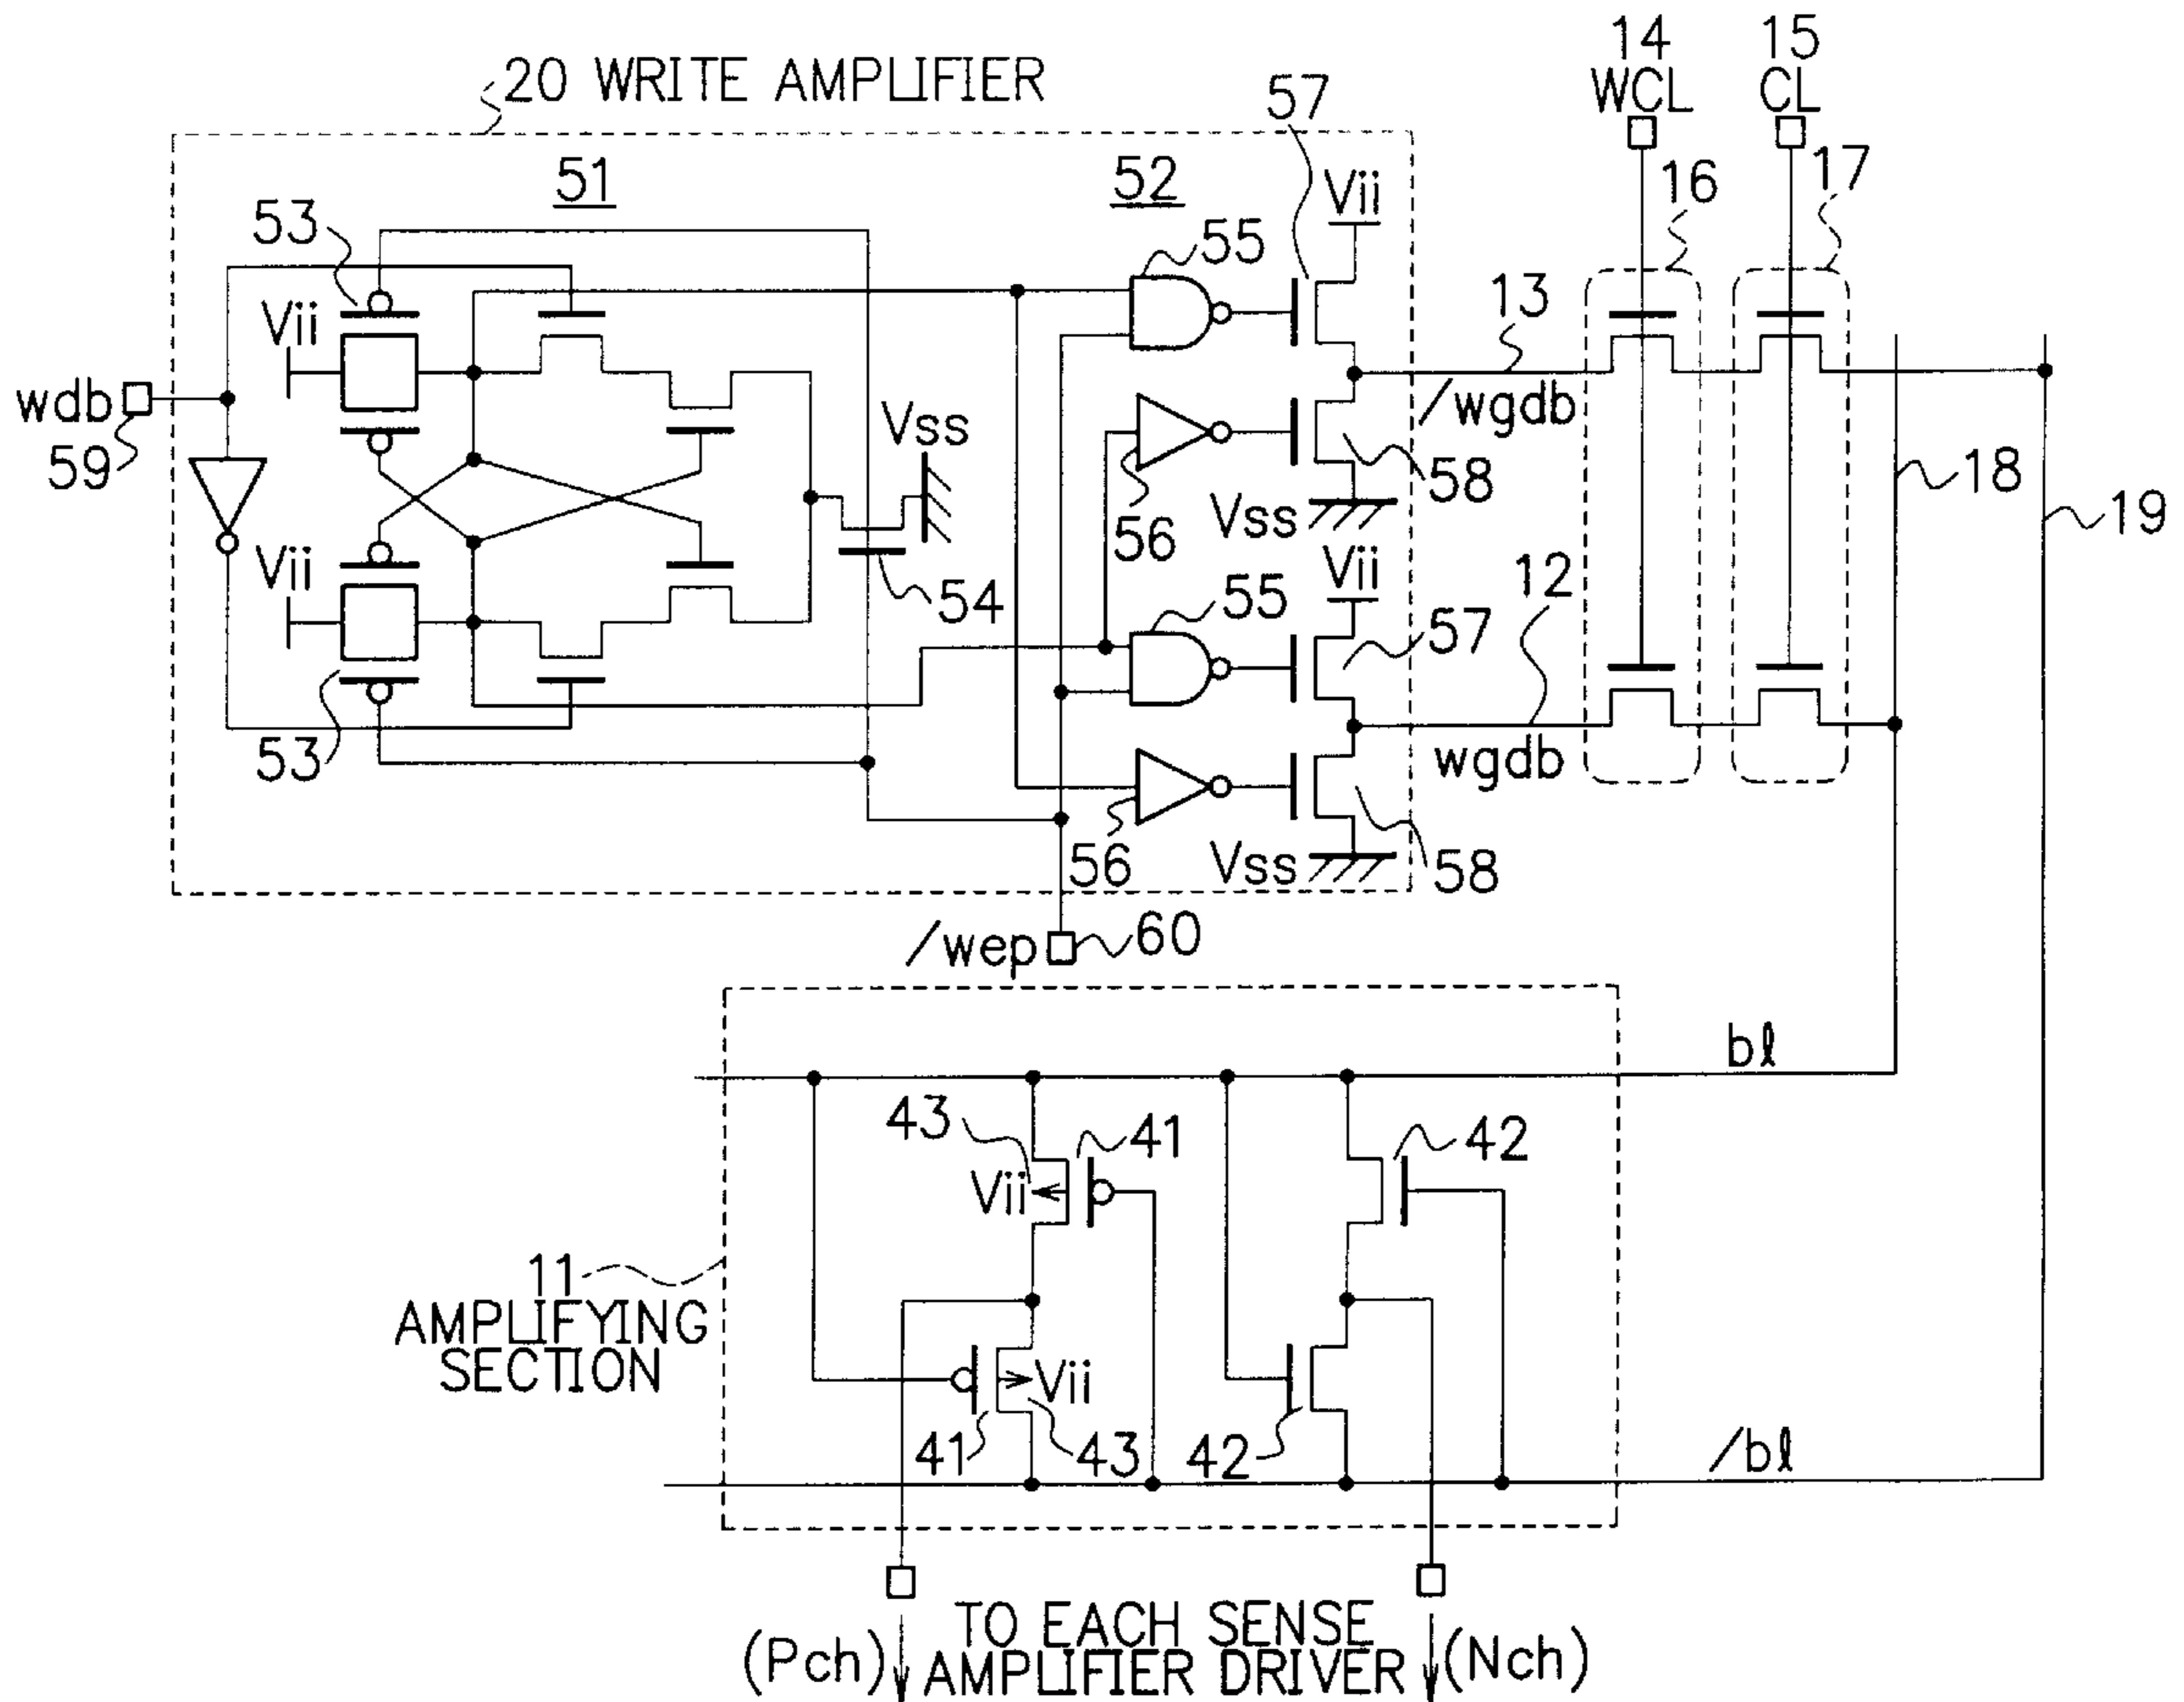 14
WCL
15
CL
20 WRITE AMPLIFIER
57
51
52
16
17
53
55
Vii
Vii
13
/wgdb
wdb
59
Vss
58
18
Vss
56
19
Vii
Vii
54
55
12
57
53
wgdb
56
Vss
58
/wep
60
bl
43
41
42
Vii
11
AMPLIFYING
SECTION
Vii
41
43
42
/bl
TO EACH SENSE
AMPLIFIER DRIVER
(Pch)
(Nch)